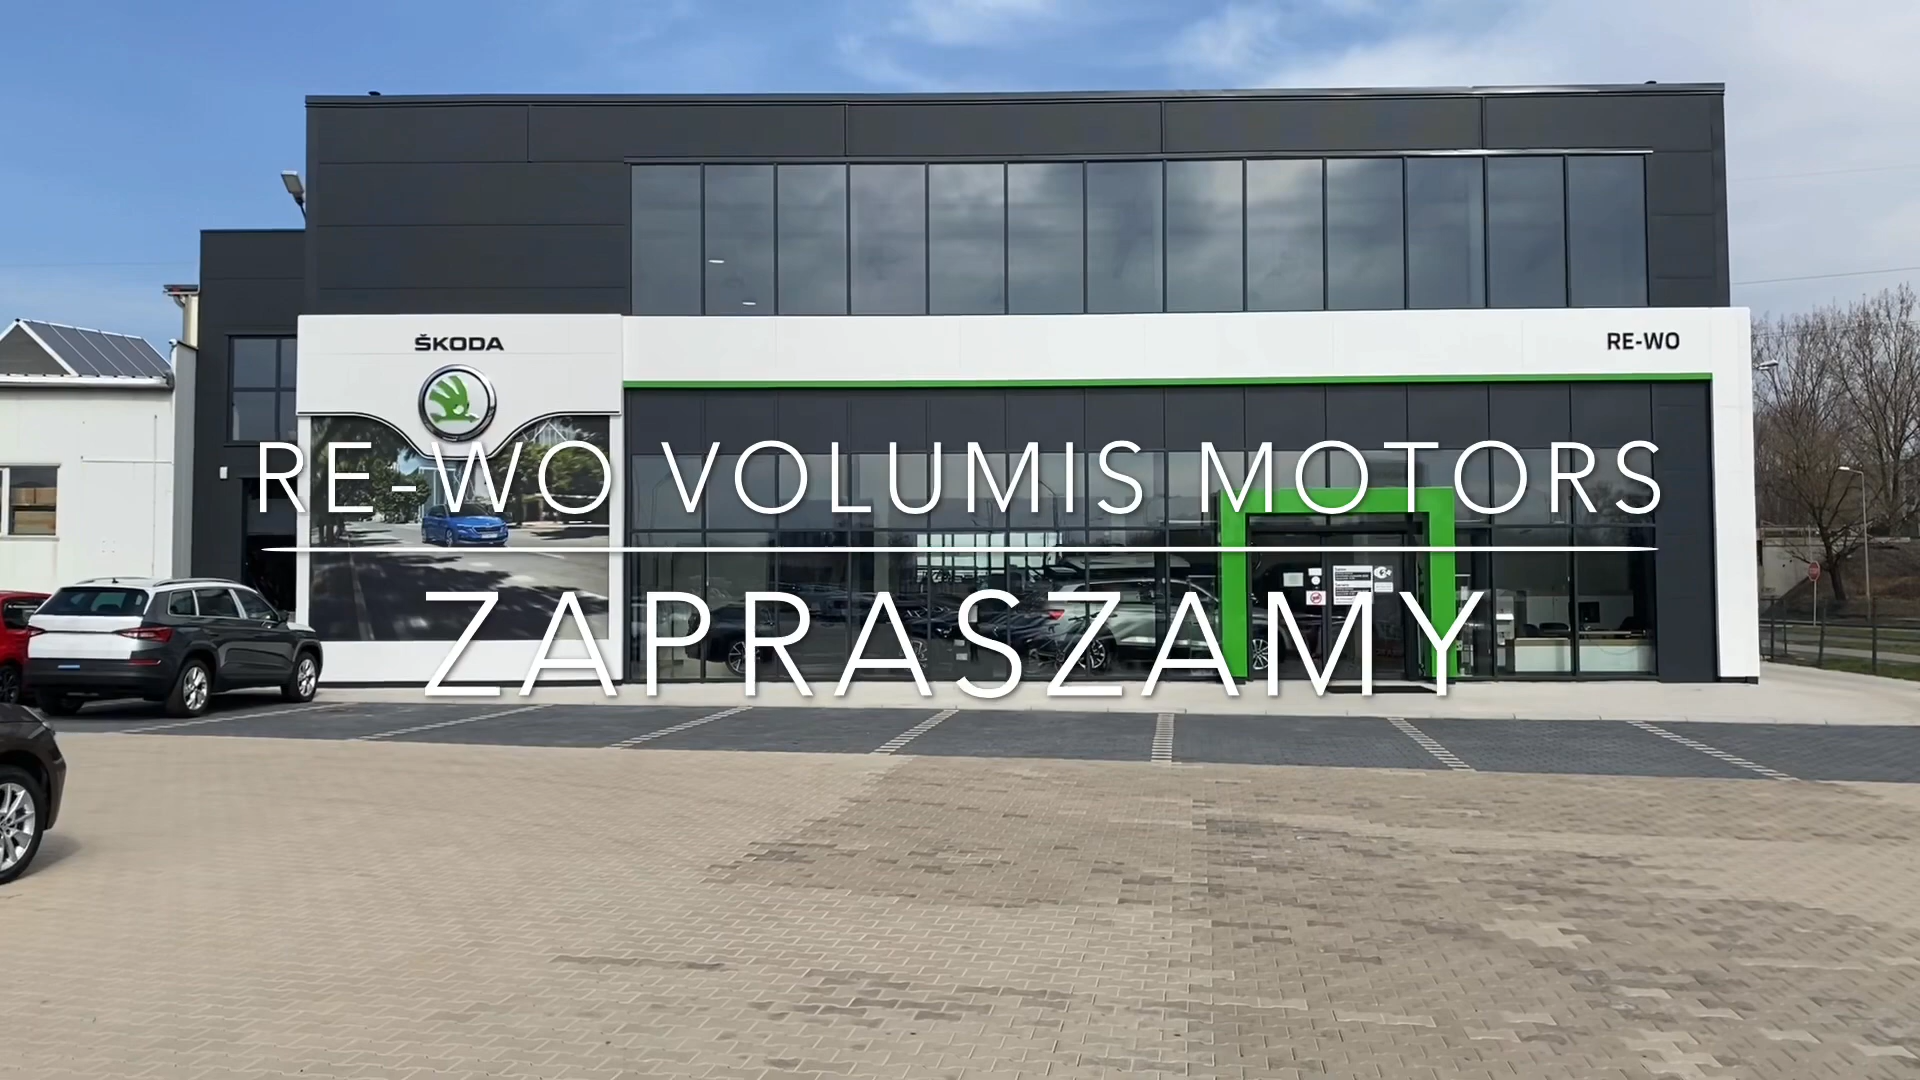 ŠKODA
RE-WO
RE-WO VOLUMIS MOTORS
ZAPRASZAMY